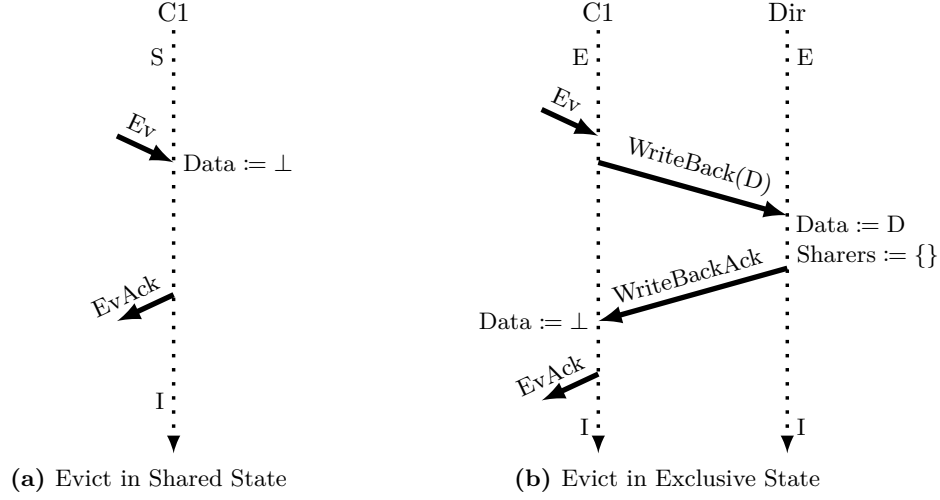 C1
S
Ev
Data := ⊥
EvAck
I
(a) Evict in Shared State
C1 Dir
E E
Ev
WriteBack(D)
Data := D
Sharers := {}
WriteBackAck
Data := ⊥
EvAck
I I
(b) Evict in Exclusive State